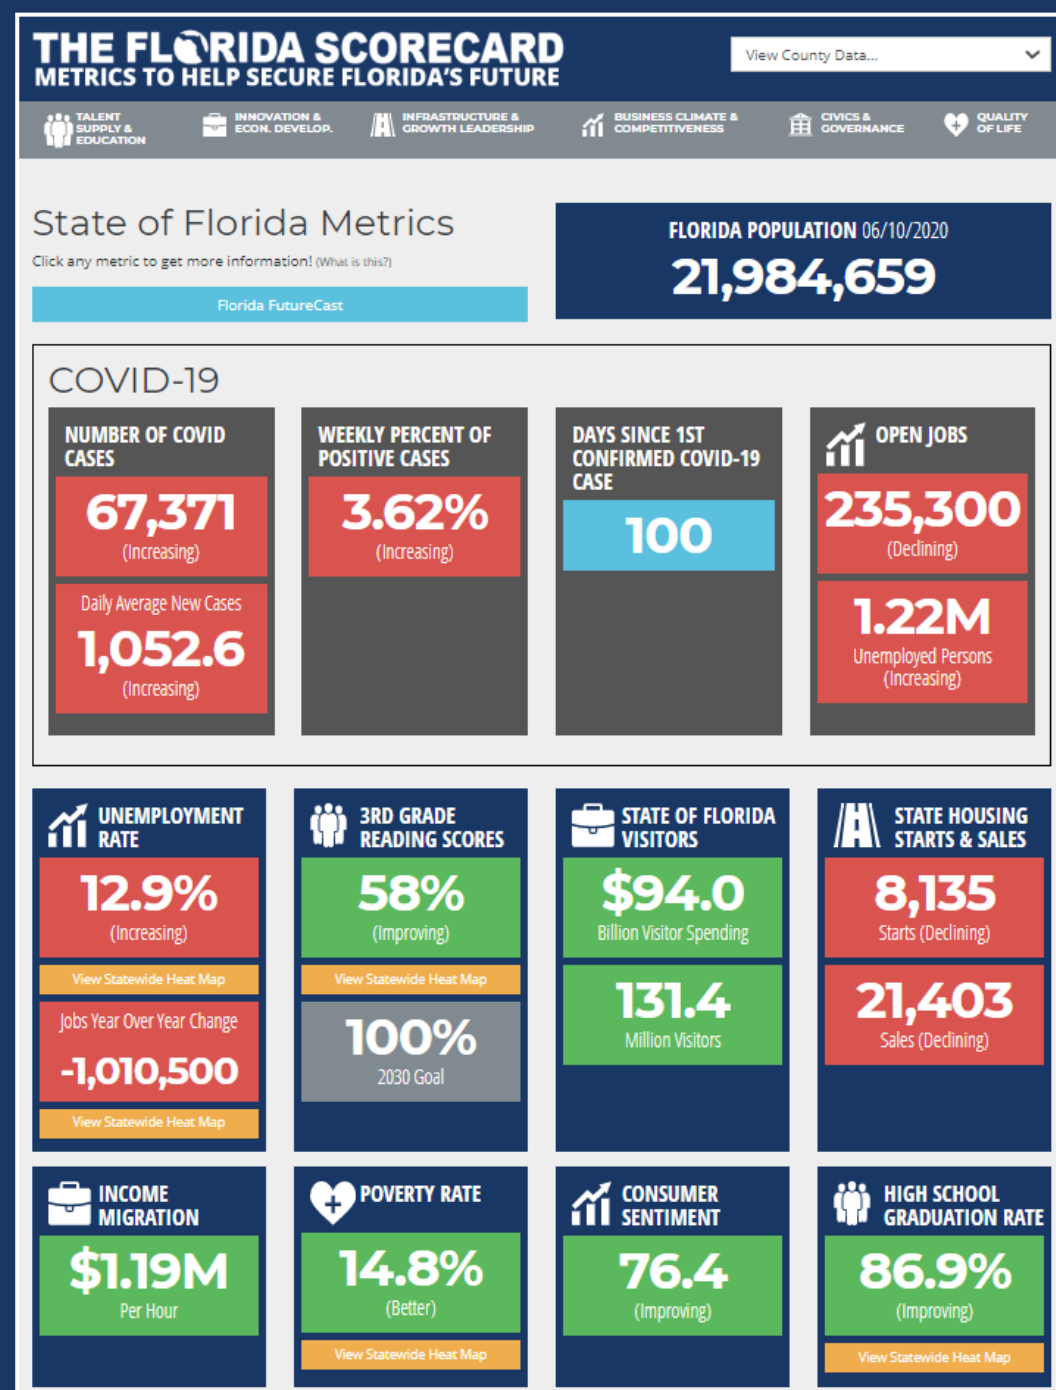 THE FLORIDA SCORECARD
METRICS TO HELP SECURE FLORIDA'S FUTURE
View County Data...
TALENT
SUPPLY &
EDUCATION
INNOVATION &
ECON. DEVELOP.
INFRASTRUCTURE &
GROWTH LEADERSHIP
BUSINESS CLIMATE &
COMPETITIVENESS
CIVICS &
GOVERNANCE
QUALITY
OF LIFE
State of Florida Metrics
Click any metric to get more information! (What is this?)
Florida FutureCast
FLORIDA POPULATION 06/10/2020
21,984,659
COVID-19
NUMBER OF COVID
CASES
67,371
(Increasing)
Daily Average New Cases
1,052.6
(Increasing)
WEEKLY PERCENT OF
POSITIVE CASES
3.62%
(Increasing)
DAYS SINCE 1ST
CONFIRMED COVID-19
CASE
100
OPEN JOBS
235,300
(Declining)
1.22M
Unemployed Persons
(Increasing)
UNEMPLOYMENT
RATE
12.9%
(Increasing)
View Statewide Heat Map
Jobs Year Over Year Change
-1,010,500
View Statewide Heat Map
3RD GRADE
READING SCORES
58%
(Improving)
View Statewide Heat Map
100%
2030 Goal
STATE OF FLORIDA
VISITORS
$94.0
Billion Visitor Spending
131.4
Million Visitors
STATE HOUSING
STARTS & SALES
8,135
Starts (Declining)
21,403
Sales (Declining)
INCOME
MIGRATION
$1.19M
Per Hour
POVERTY RATE
14.8%
(Better)
View Statewide Heat Map
CONSUMER
SENTIMENT
76.4
(Improving)
HIGH SCHOOL
GRADUATION RATE
86.9%
(Improving)
View Statewide Heat Map